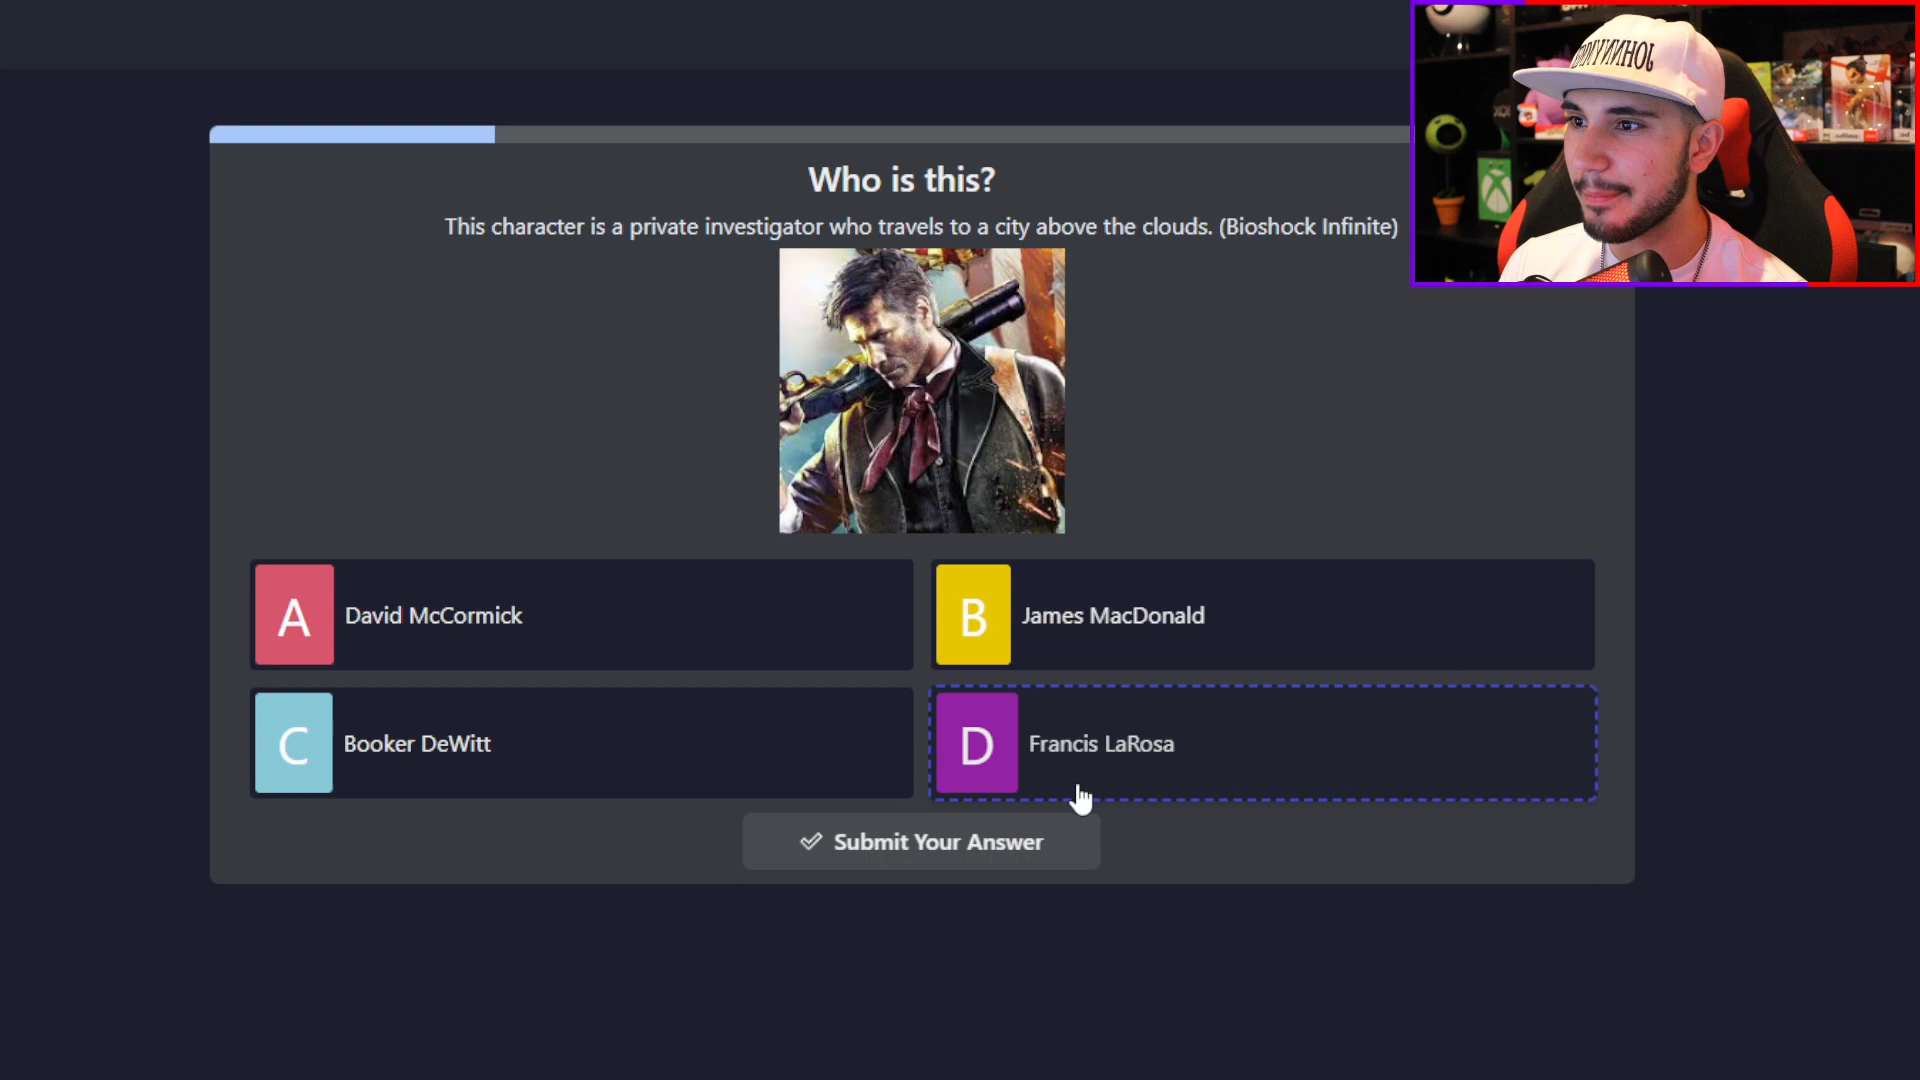 Who is this?
This character is a private investigator who travels to a city above the clouds. (Bioshock Infinite)
A David McCormick
B James MacDonald
C Booker DeWitt
D Francis LaRosa
Submit Your Answer